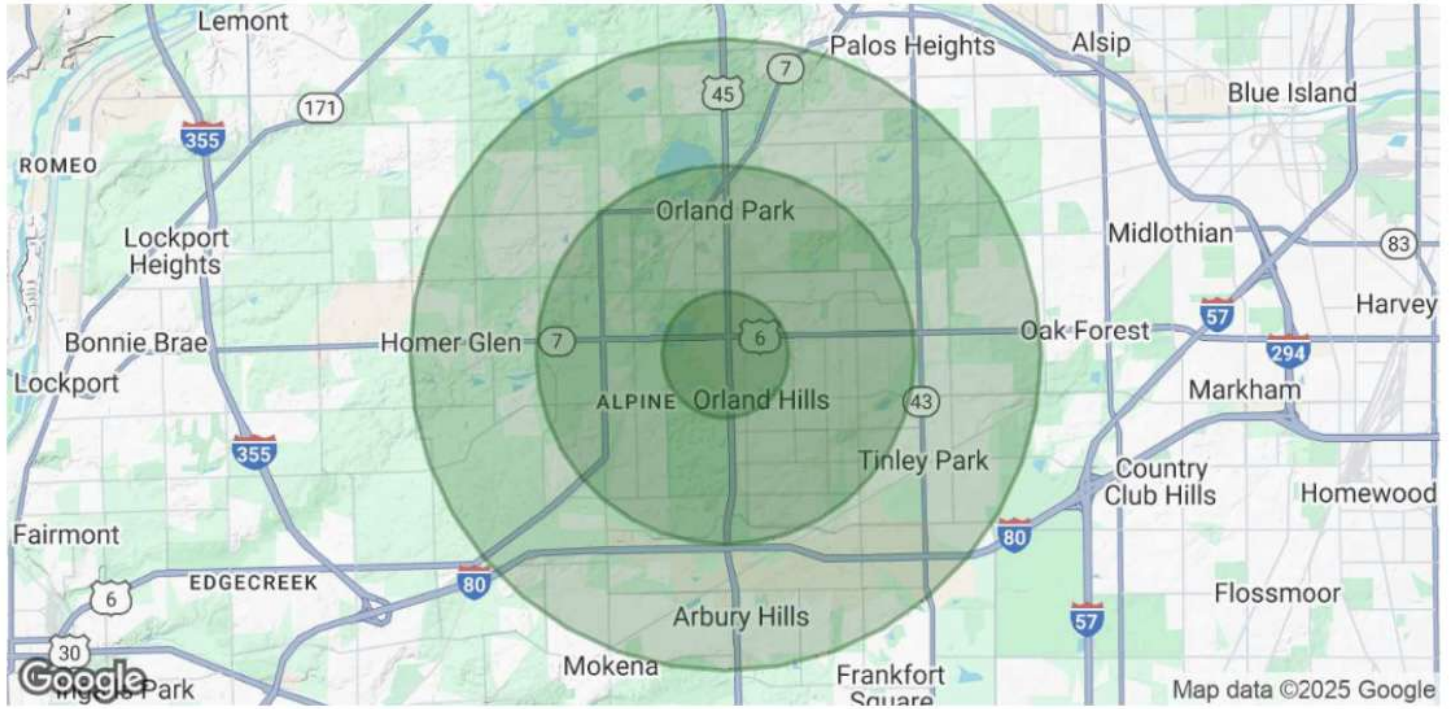 Lemont
Palos Heights
Alsip
7
45
Blue Island
171
355
ROMEO
Orland Park
Midlothian
Lockport
Heights
83
Harvey
57
Bonnie Brae
Homer Glen
7
6
Oak Forest
294
Lockport
Markham
ALPINE
Orland Hills
43
355
Tinley Park
Country
Club Hills
Homewood
Fairmont
80
EDGECREEK
80
6
Flossmoor
Arbury Hills
57
30
Mokena
Frankfort
Square
Google
Park
Map data ©2025 Google